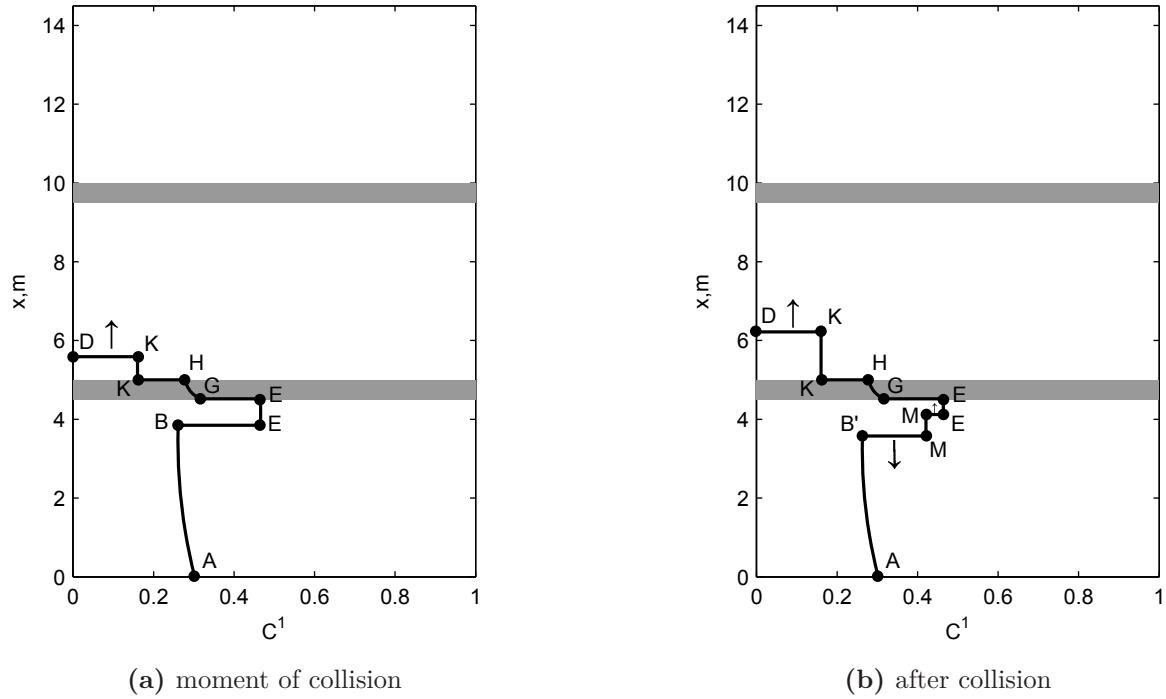 14
12
10
8
6
4
2
0
x,m
D ↑ K
K H
G E
B E
A
0 0.2 0.4 0.6 0.8 1
C¹
(a) moment of collision
14
12
10
8
6
4
2
0
x,m
D ↑ K
K H
G E
M ↑ E
B' ↓ M
A
0 0.2 0.4 0.6 0.8 1
C¹
(b) after collision